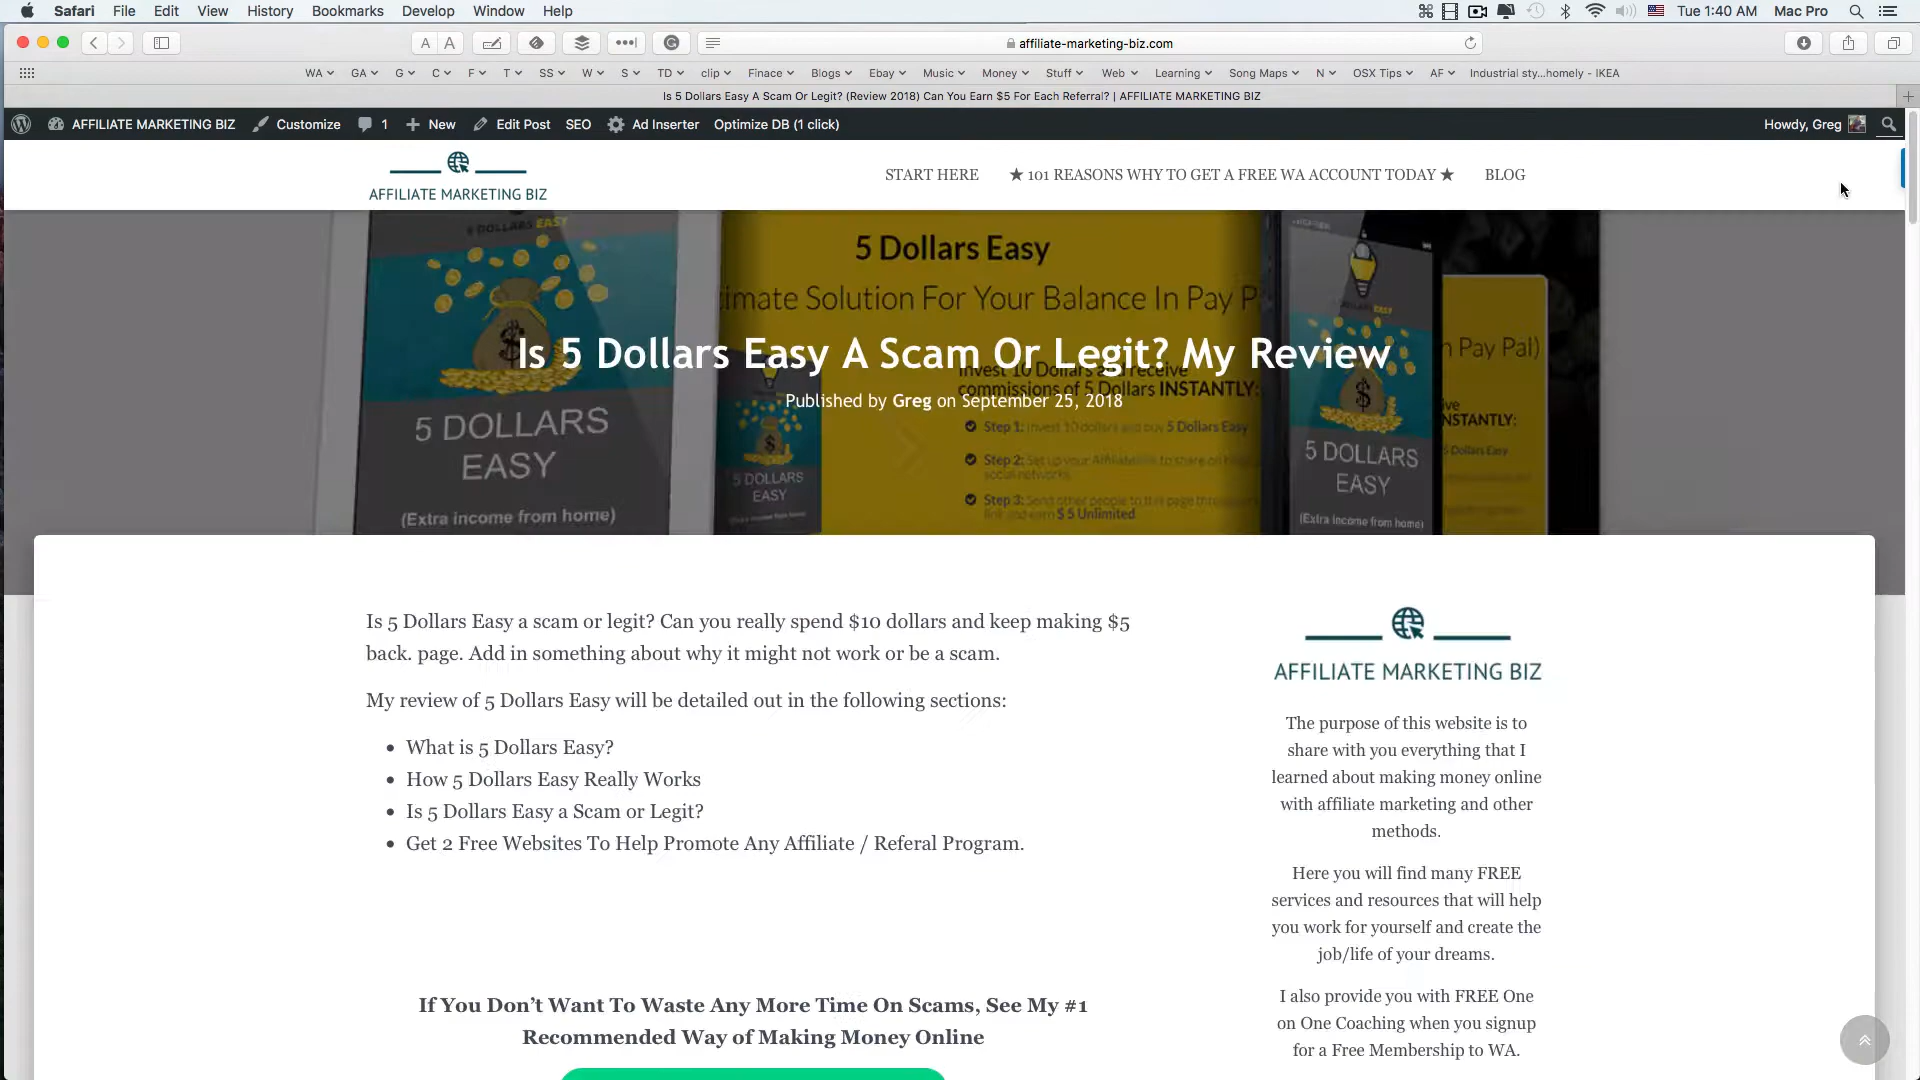 Safari File Edit View History Bookmarks Develop Window Help Tue 1:40 AM Mac Pro
A A affiliate-marketing-biz.com
WA GA G C F T SS W S TD clip Finace Blogs Ebay Music Money Stuff Web Learning Song Maps N OSX Tips AF Industrial sty...homely - IKEA
Is 5 Dollars Easy A Scam Or Legit? (Review 2018) Can You Earn $5 For Each Referral? | AFFILIATE MARKETING BIZ
AFFILIATE MARKETING BIZ Customize 1 New Edit Post SEO Ad Inserter Optimize DB (1 click) Howdy, Greg
AFFILIATE MARKETING BIZ
START HERE ★ 101 REASONS WHY TO GET A FREE WA ACCOUNT TODAY ★ BLOG
5 DOLLARS EASY
5 Dollars Easy
timate Solution For Your Balance In Pay P
n Pay Pal)
Is 5 Dollars Easy A Scam Or Legit? My Review
Invest 10 Dollars and receive
commissions of 5 Dollars INSTANTLY:
NSTANTLY:
Published by Greg on September 25, 2018
Step 1: Invest 10 dollars and buy 5 Dollars Easy
Step 2: Set up your Affiliate link to share on
social networks
Step 3: Send other people to this page
link and earn $ 5 Unlimited
5 DOLLARS
EASY
(Extra income from home)
5 DOLLARS
EASY
5 DOLLARS
EASY
(Extra income from home)
Is 5 Dollars Easy a scam or legit? Can you really spend $10 dollars and keep making $5
back. page. Add in something about why it might not work or be a scam.
My review of 5 Dollars Easy will be detailed out in the following sections:
• What is 5 Dollars Easy?
• How 5 Dollars Easy Really Works
• Is 5 Dollars Easy a Scam or Legit?
• Get 2 Free Websites To Help Promote Any Affiliate / Referal Program.
If You Don't Want To Waste Any More Time On Scams, See My #1
Recommended Way of Making Money Online
AFFILIATE MARKETING BIZ
The purpose of this website is to
share with you everything that I
learned about making money online
with affiliate marketing and other
methods.
Here you will find many FREE
services and resources that will help
you work for yourself and create the
job/life of your dreams.
I also provide you with FREE One
on One Coaching when you signup
for a Free Membership to WA.